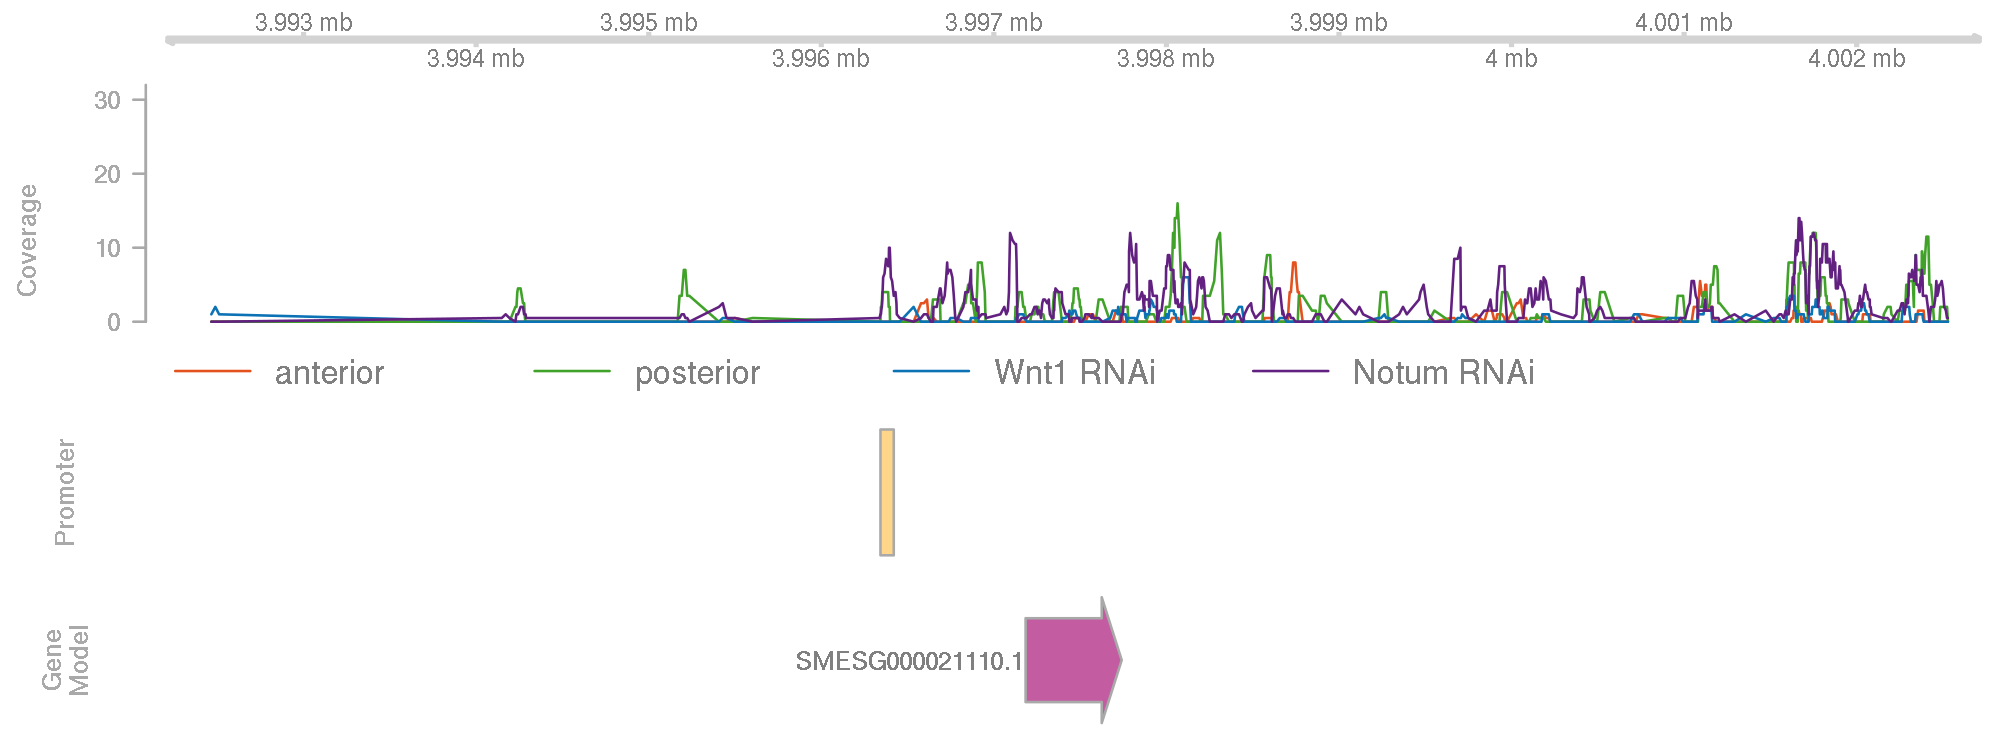 3.993 mb 3.995 mb 3.997 mb 3.999 mb 4.001 mb
3.994 mb 3.996 mb 3.998 mb 4 mb 4.002 mb
Coverage
30
20
10
0
anterior posterior Wnt1 RNAi Notum RNAi
Promoter
0
Gene
Model
SMESG000021110.1